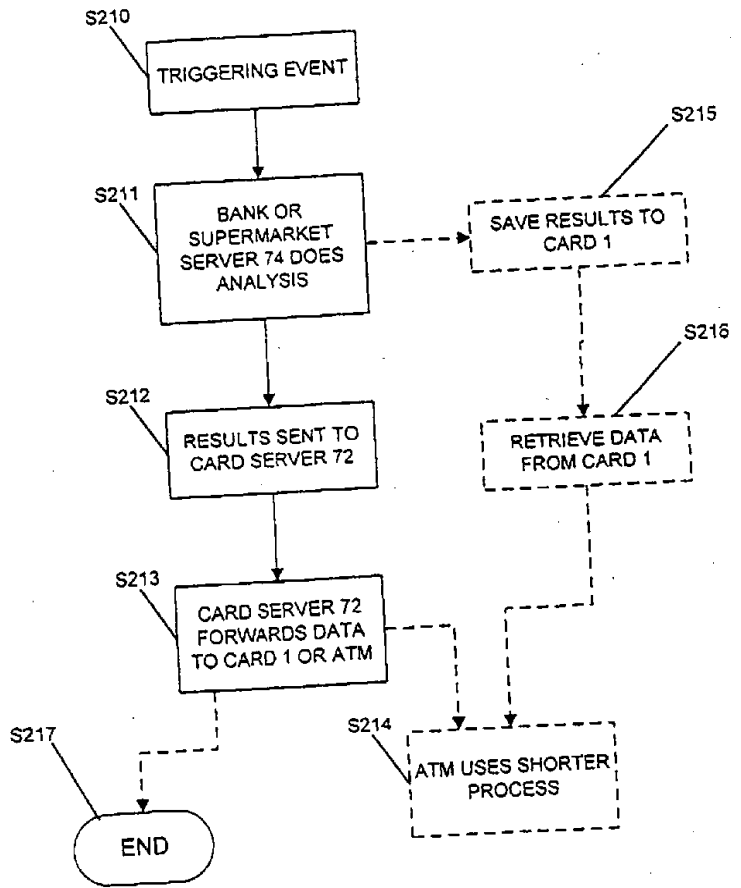 S210
TRIGGERING EVENT
S211
BANK OR
SUPERMARKET
SERVER 74 DOES
ANALYSIS
S215
SAVE RESULTS TO
CARD 1
S212
RESULTS SENT TO
CARD SERVER 72
S216
RETRIEVE DATA
FROM CARD 1
S213
CARD SERVER 72
FORWARDS DATA
TO CARD 1 OR ATM
S214
ATM USES SHORTER
PROCESS
S217
END